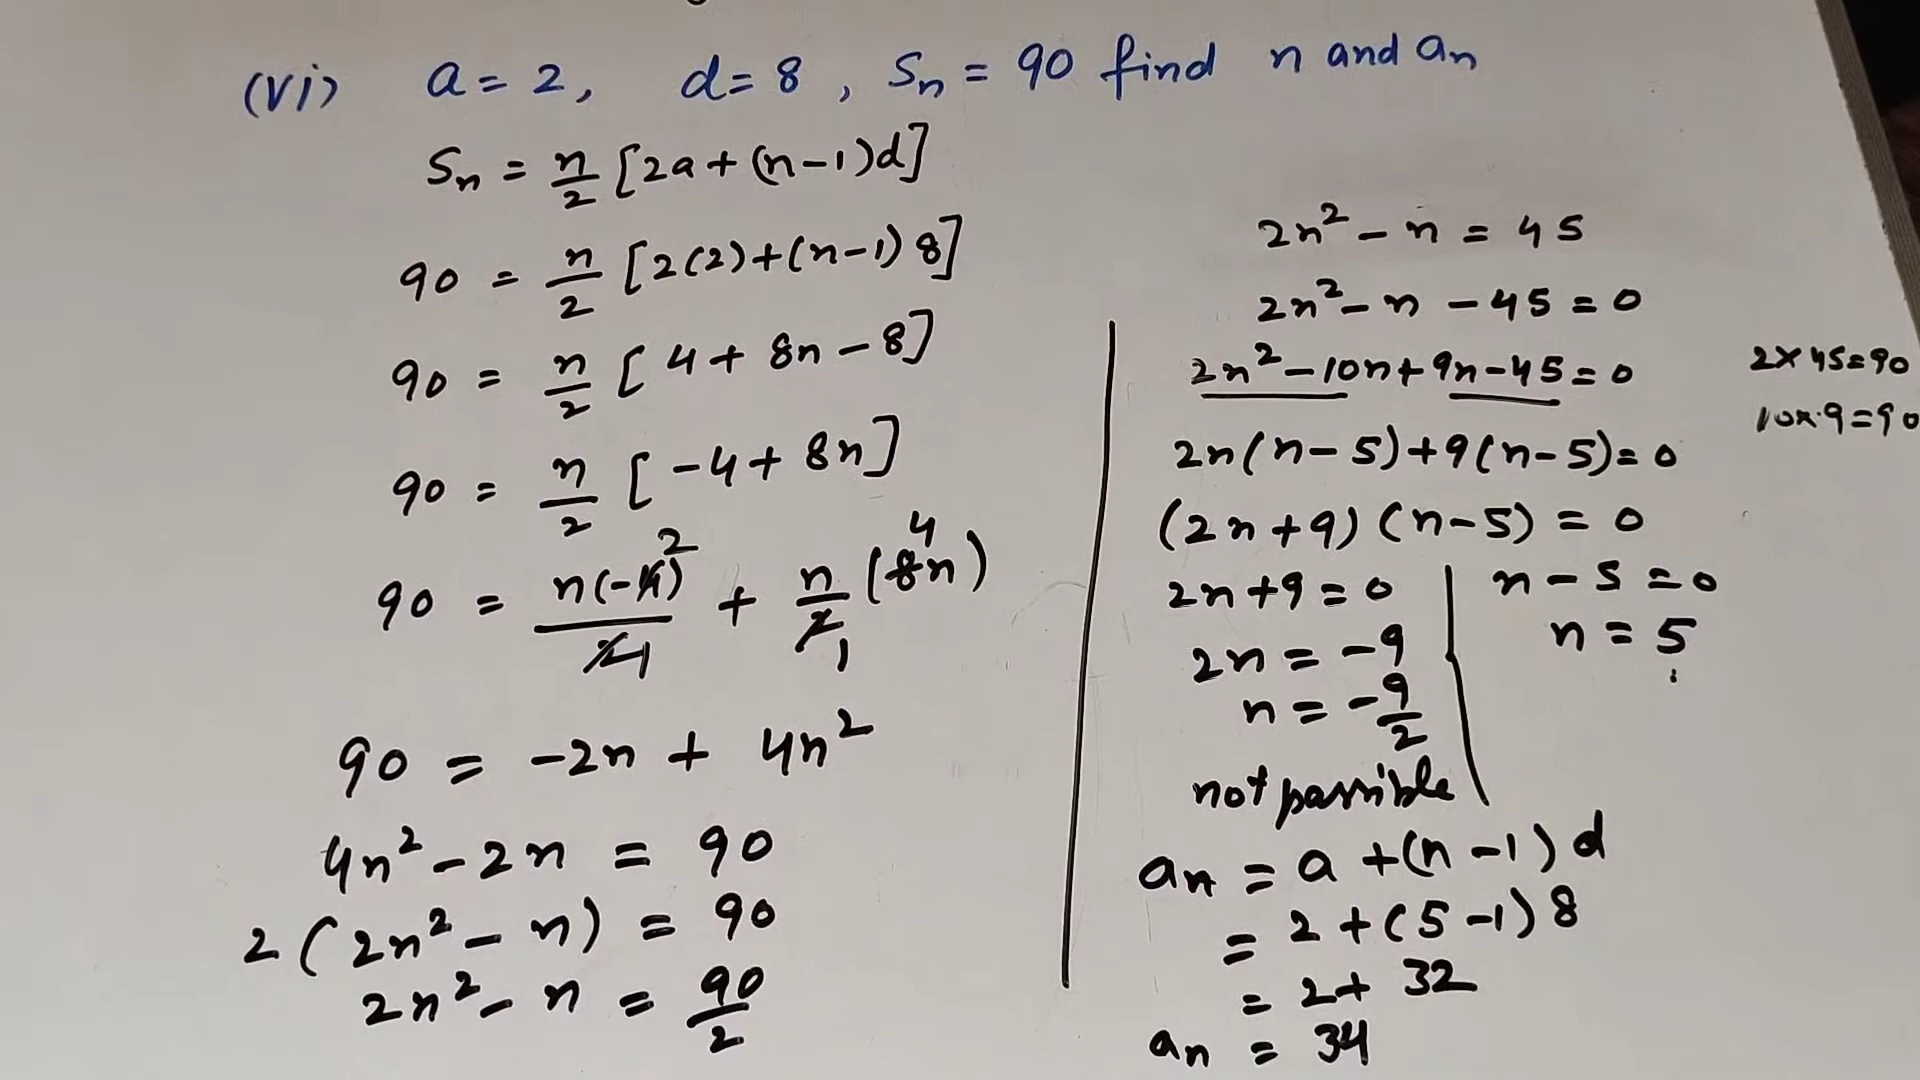 (vi) a = 2, d = 8, Sn = 90 find n and an
Sn = n/2 [2a + (n-1)d]
90 = n/2 [2(2)+(n-1) 8]
90 = n/2 [4 + 8n - 8]
90 = n/2 [-4 + 8n]
90 = n(-4)2/21 + n/21 (84n)
90 = -2n + 4n²
4n² - 2n = 90
2(2n² - n) = 90
2n² - n = 90/2
2n² - n = 45
2n² - n - 45 = 0
2n² - 10n + 9n - 45 = 0
2×45=90
10×9=90
2n(n-5)+9(n-5)=0
(2n+9)(n-5) = 0
2n+9=0
2n = -9
n = -9/2
not possible
n-5=0
n=5
an = a +(n-1)d
= 2+(5-1)8
= 2+ 32
an = 34